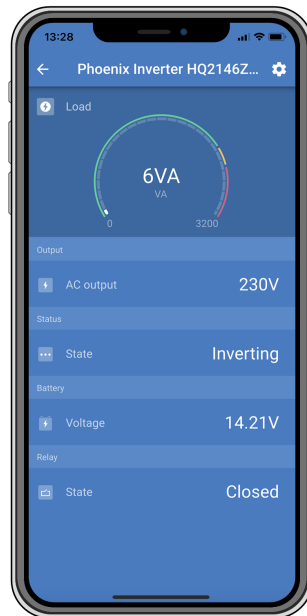 13:28
Phoenix Inverter HQ2146Z...
Load
6VA
VA
0 3200
Output
AC output 230V
Status
State Inverting
Battery
Voltage 14.21V
Relay
State Closed